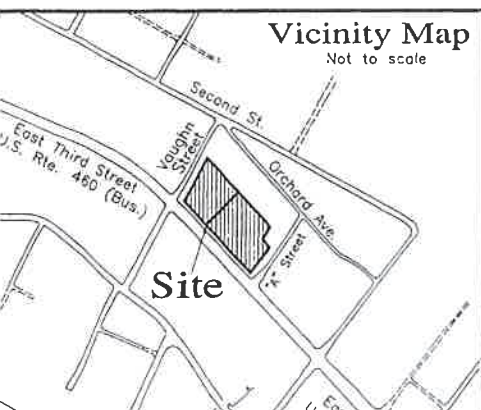 Vicinity Map
Not to scale
Second St.
Vaughn
Street
East Third Street
U.S. Rte. 460 (Bus.)
Orchard Ave.
"A" Street
Site